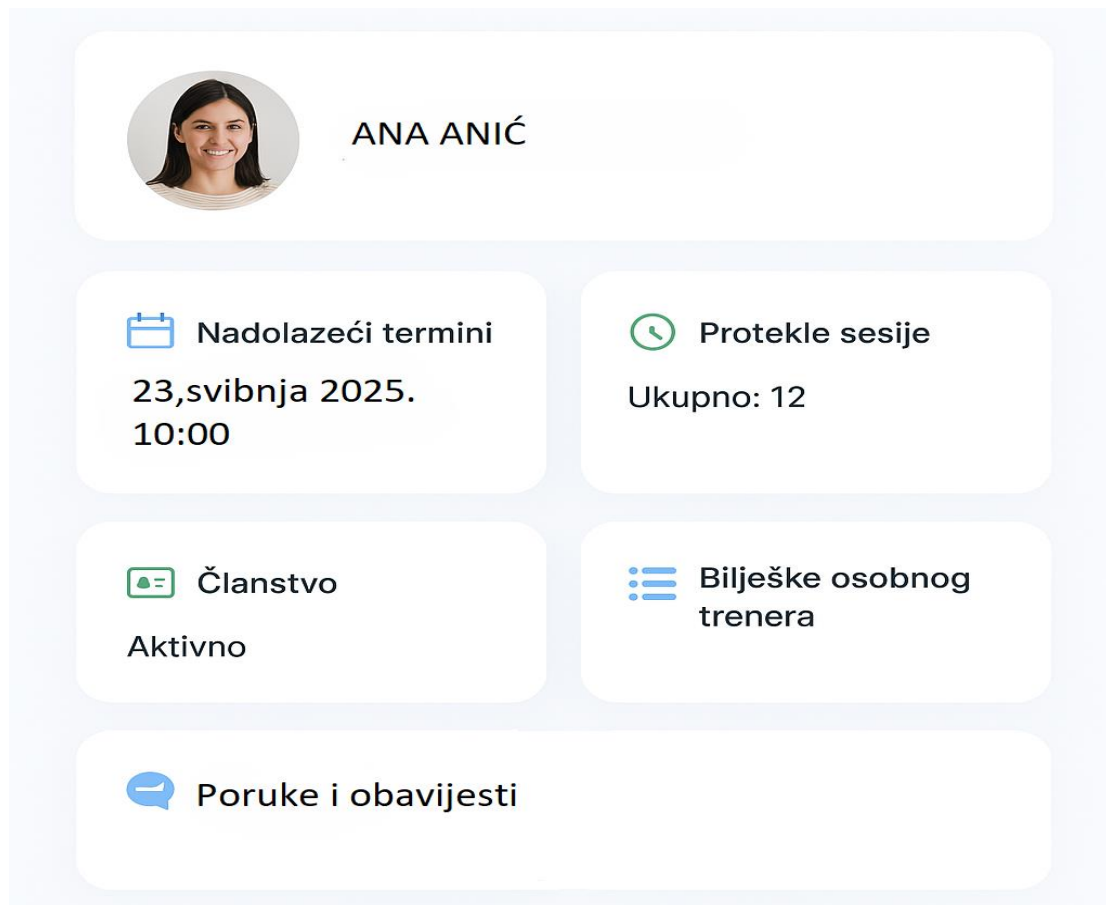 ANA ANIĆ
Nadolazeći termini
23,svibnja 2025.
10:00
Protekle sesije
Ukupno: 12
Članstvo
Aktivno
Bilješke osobnog
trenera
Poruke i obavijesti